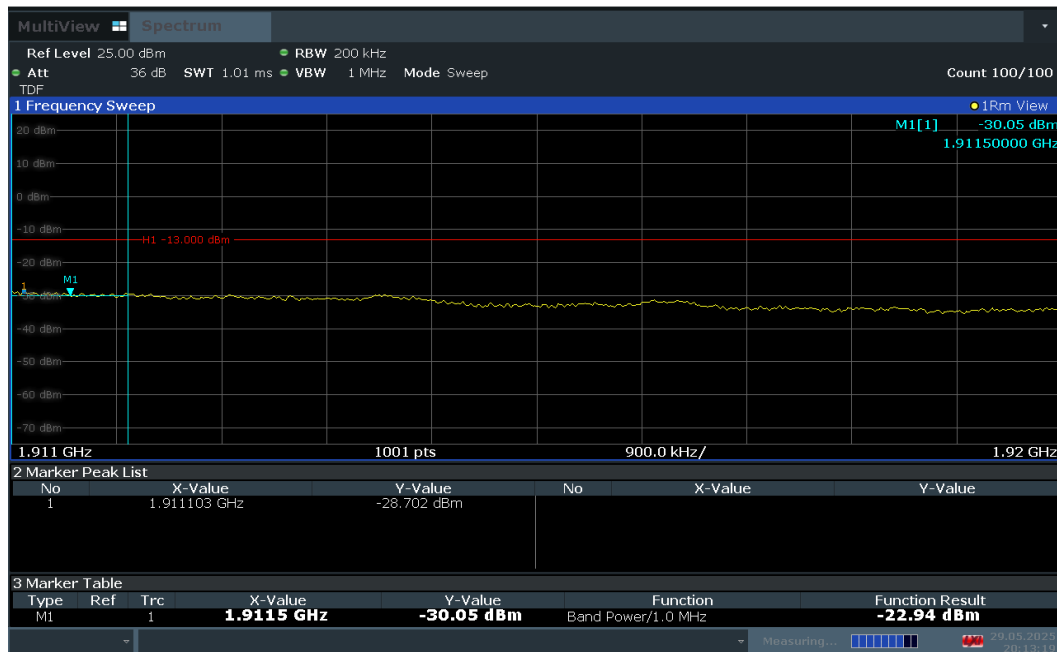 MultiView Spectrum
Ref Level 25.00 dBm RBW 200 kHz
Att 36 dB SWT 1.01 ms VBW 1 MHz Mode Sweep Count 100/100
TDF
1 Frequency Sweep 1Rm View
M1[1] -30.05 dBm
1.91150000 GHz
20 dBm
10 dBm
0 dBm
-10 dBm
H1 -13.000 dBm
-20 dBm
M1
1
-30 dBm
-40 dBm
-50 dBm
-60 dBm
-70 dBm
1.911 GHz 1001 pts 900.0 kHz/ 1.92 GHz
2 Marker Peak List
No X-Value Y-Value No X-Value Y-Value
1 1.911103 GHz -28.702 dBm
3 Marker Table
Type Ref Trc X-Value Y-Value Function Function Result
M1 1 1.9115 GHz -30.05 dBm Band Power/1.0 MHz -22.94 dBm
Measuring... 29.05.2025
20:13:19